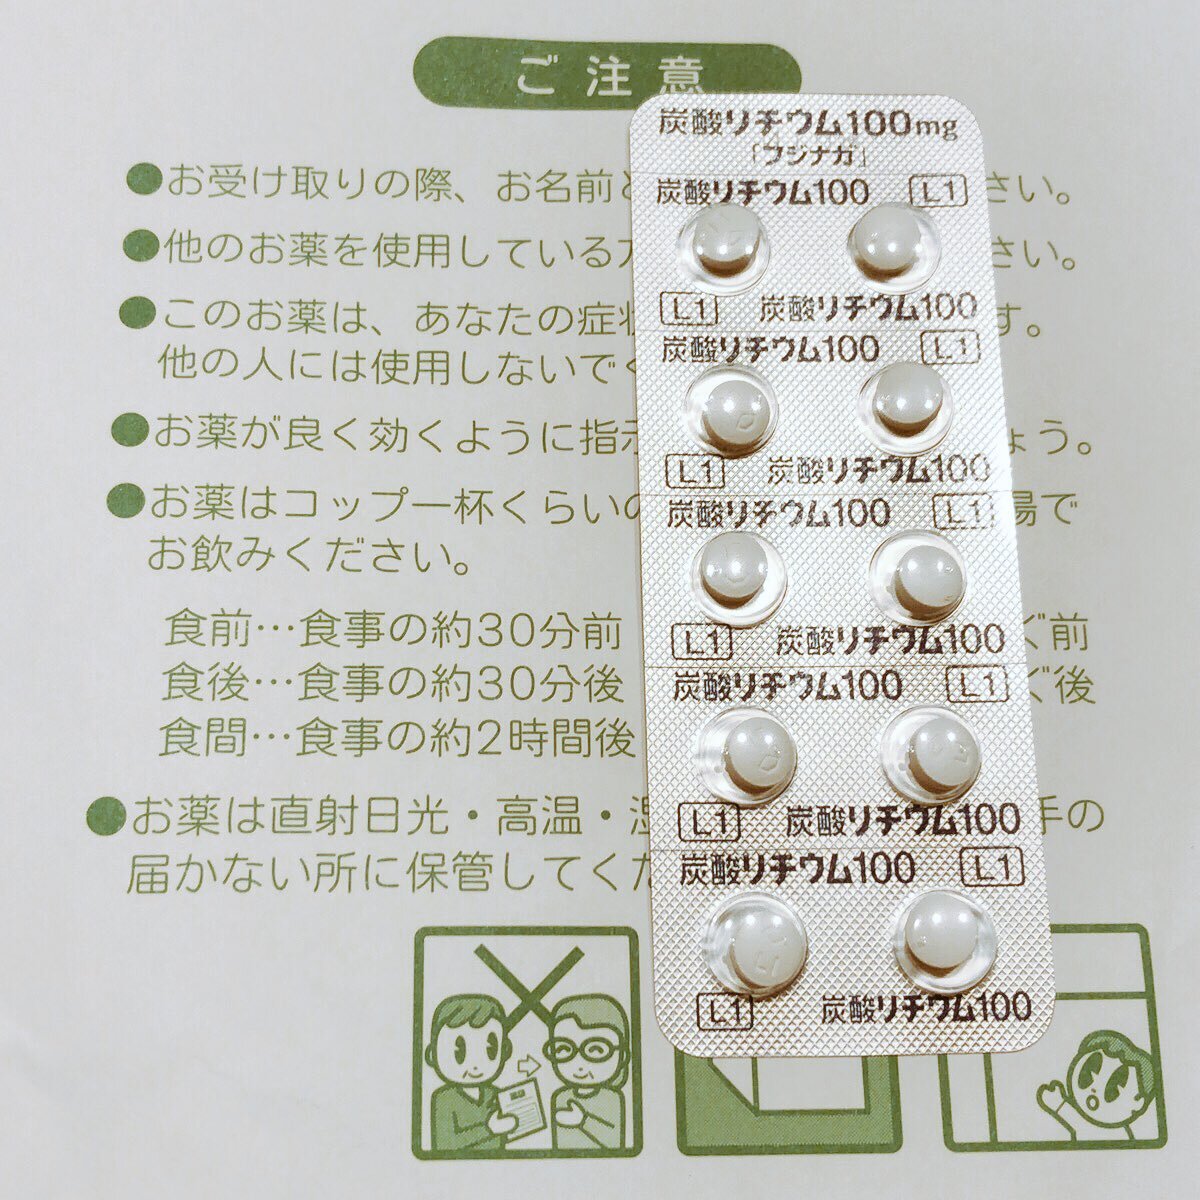 ご注意
●お受け取りの際、お名前と
さい。
●他のお薬を使用している方
さい。
●このお薬は、あなたの症状
す。
他の人には使用しないでく
●お薬が良く効くように指示
ょう。
●お薬はコップ一杯くらいの
湯で
お飲みください。
食前…食事の約30分前
ぐ前
食後…食事の約30分後
ぐ後
食間…食事の約2時間後
●お薬は直射日光・高温・湿
手の
届かない所に保管してくだ
炭酸リチウム100mg
「フジナガ」
炭酸リチウム100 L1
L1 炭酸リチウム100
炭酸リチウム100 L1
L1 炭酸リチウム100
炭酸リチウム100 L1
L1 炭酸リチウム100
炭酸リチウム100 L1
L1 炭酸リチウム100
炭酸リチウム100 L1
L1 炭酸リチウム100